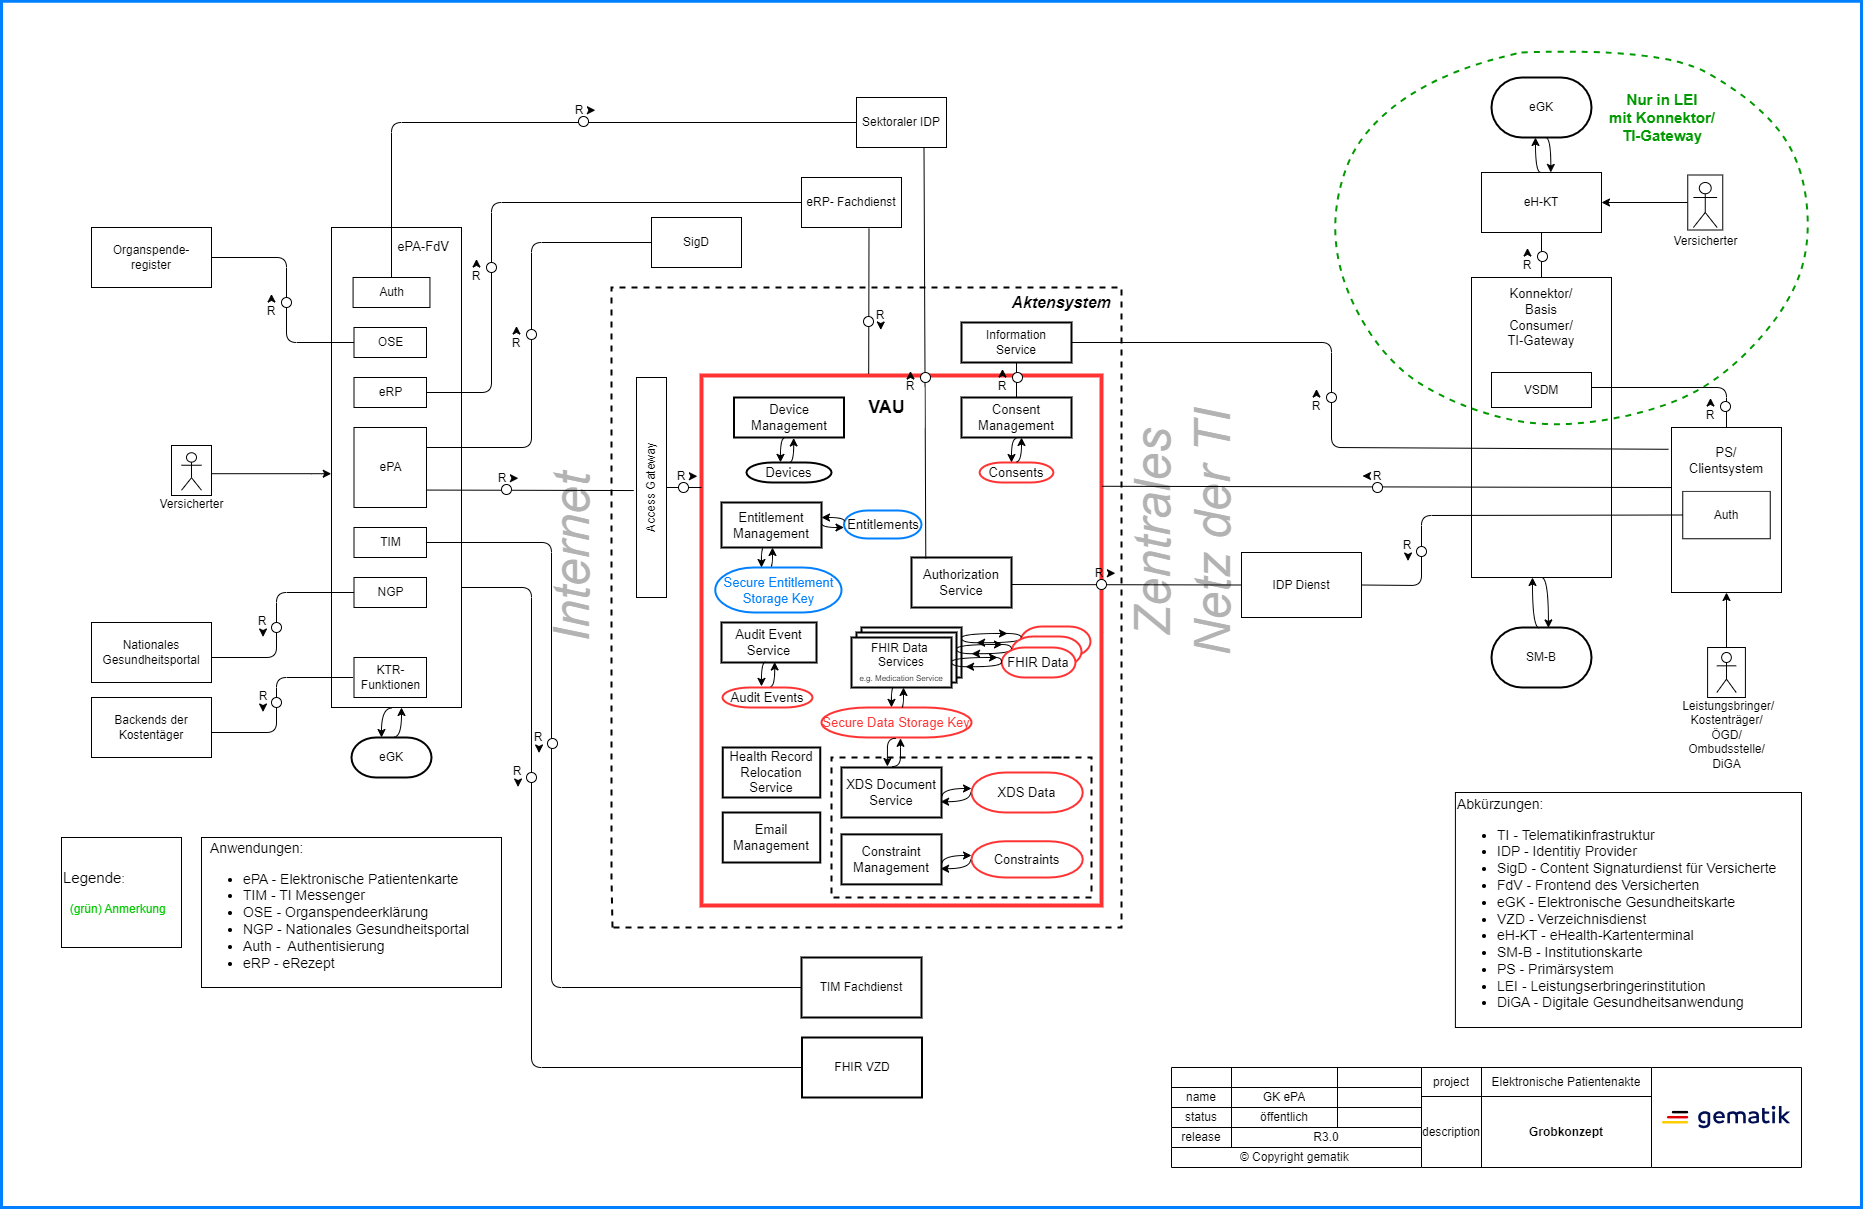 eGK
Nur in LEI
mit Konnektor/
TI-Gateway
R
Sektoraler IDP
eRP- Fachdienst
eH-KT
Versicherter
SigD
Organspende-
register
ePA-FdV
R
R
R
Auth
R
Konnektor/
Basis
Consumer/
TI-Gateway
Aktensystem
R
R
OSE
Information
Service
eRP
R
R
VSDM
R
R
VAU
Device
Management
Consent
Management
ePA
Devices
Consents
PS/
Clientsystem
R
R
R
Access Gateway
Internet
Zentrales
Netz der TI
Versicherter
Auth
Entitlement
Management
Entitlements
TIM
R
Authorization
Service
R
IDP Dienst
Secure Entitlement
Storage Key
NGP
R
Nationales
Gesundheitsportal
Audit Event
Service
FHIR Data
Services
e.g. Medication Service
FHIR Data
SM-B
KTR-
Funktionen
R
Audit Events
Leistungsbringer/
Kostenträger/
ÖGD/
Ombudsstelle/
DiGA
Backends der
Kostentäger
Secure Data Storage Key
R
eGK
R
Health Record
Relocation
Service
XDS Document
Service
XDS Data
Email
Management
Constraint
Management
Constraints
Legende:
(grün) Anmerkung
Anwendungen:
ePA - Elektronische Patientenkarte
TIM - TI Messenger
OSE - Organspendeerklärung
NGP - Nationales Gesundheitsportal
Auth - Authentisierung
eRP - eRezept
Abkürzungen:
TI - Telematikinfrastruktur
IDP - Identitiy Provider
SigD - Content Signaturdienst für Versicherte
FdV - Frontend des Versicherten
eGK - Elektronische Gesundheitskarte
VZD - Verzeichnisdienst
eH-KT - eHealth-Kartenterminal
SM-B - Institutionskarte
PS - Primärsystem
LEI - Leistungserbringerinstitution
DiGA - Digitale Gesundheitsanwendung
TIM Fachdienst
FHIR VZD
project
Elektronische Patientenakte
name
GK ePA
status
öffentlich
release
R3.0
description
Grobkonzept
© Copyright gematik
gematik